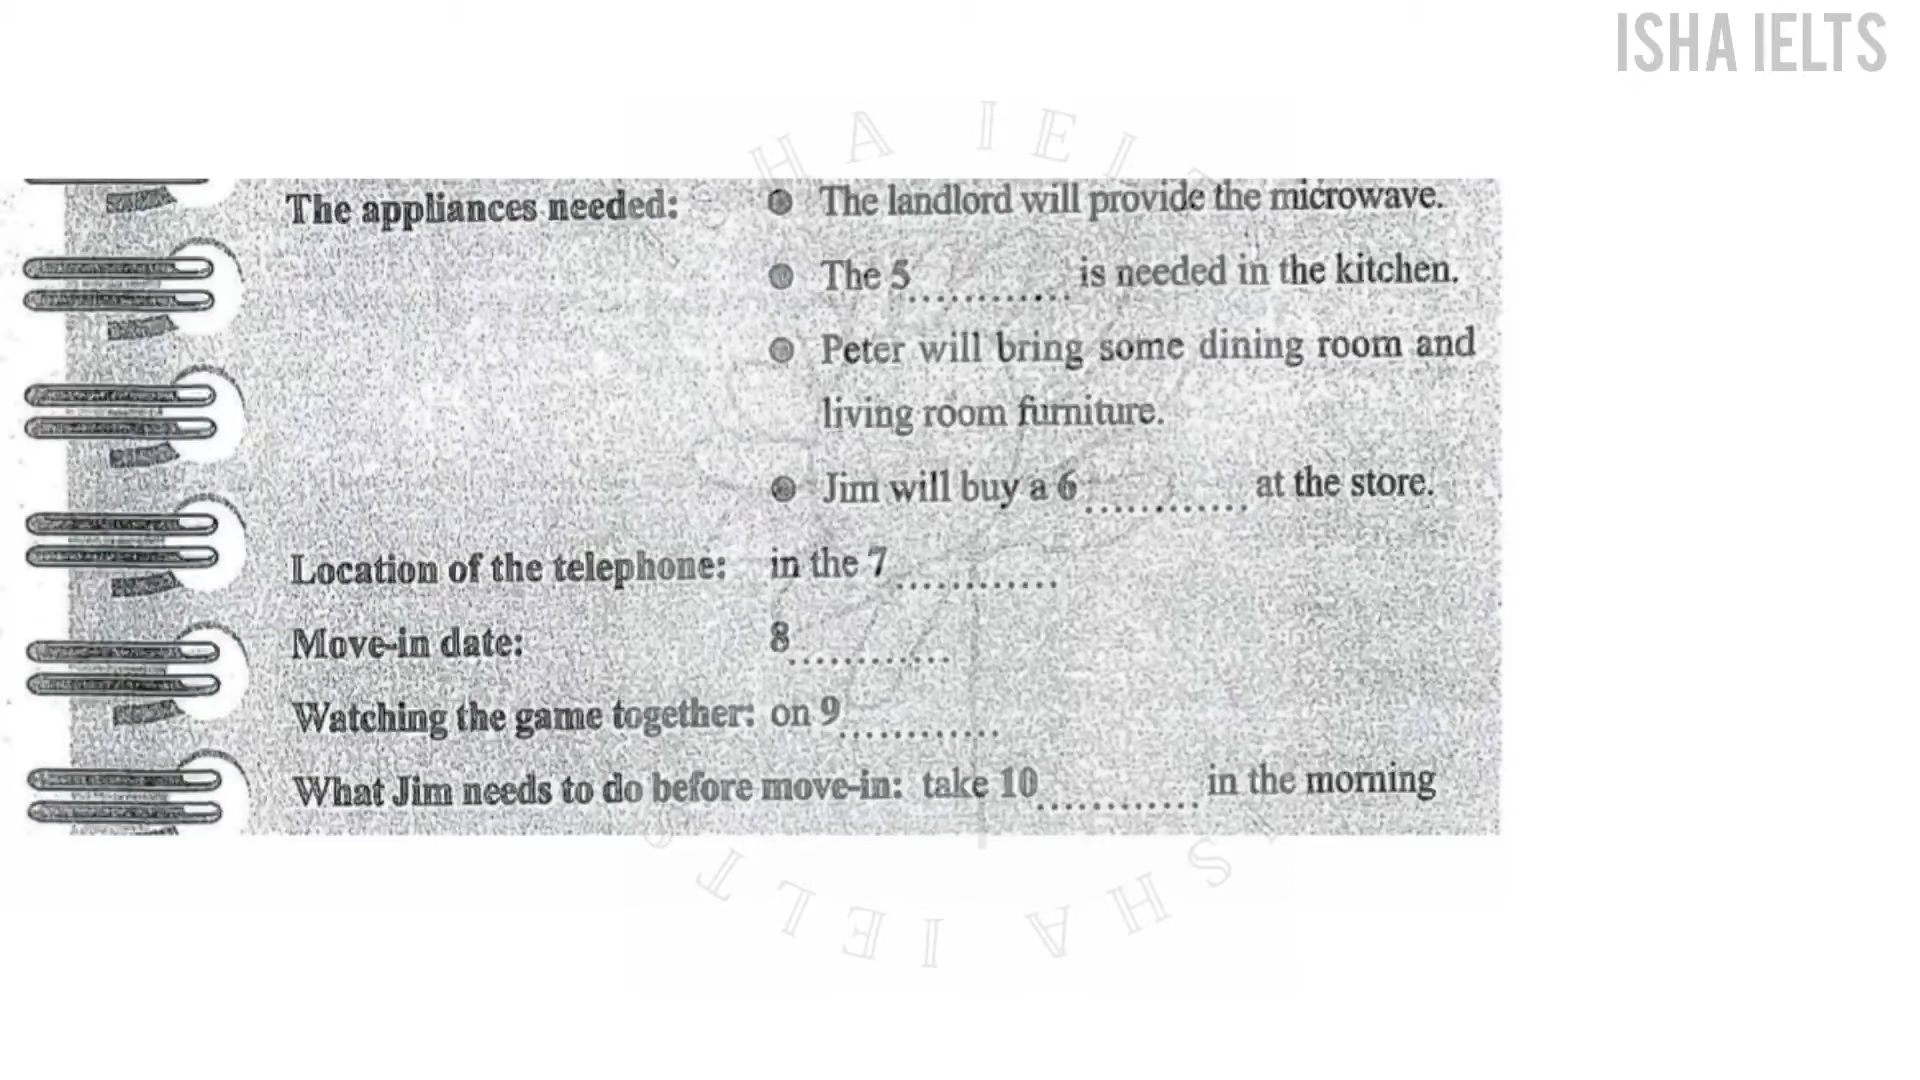 ISHA IELTS
The appliances needed: The landlord will provide the microwave.
The 5............ is needed in the kitchen.
Peter will bring some dining room and
living room furniture.
Jim will buy a 6............ at the store.
Location of the telephone: in the 7............
Move-in date: 8............
Watching the game together: on 9............
What Jim needs to do before move-in: take 10............ in the morning